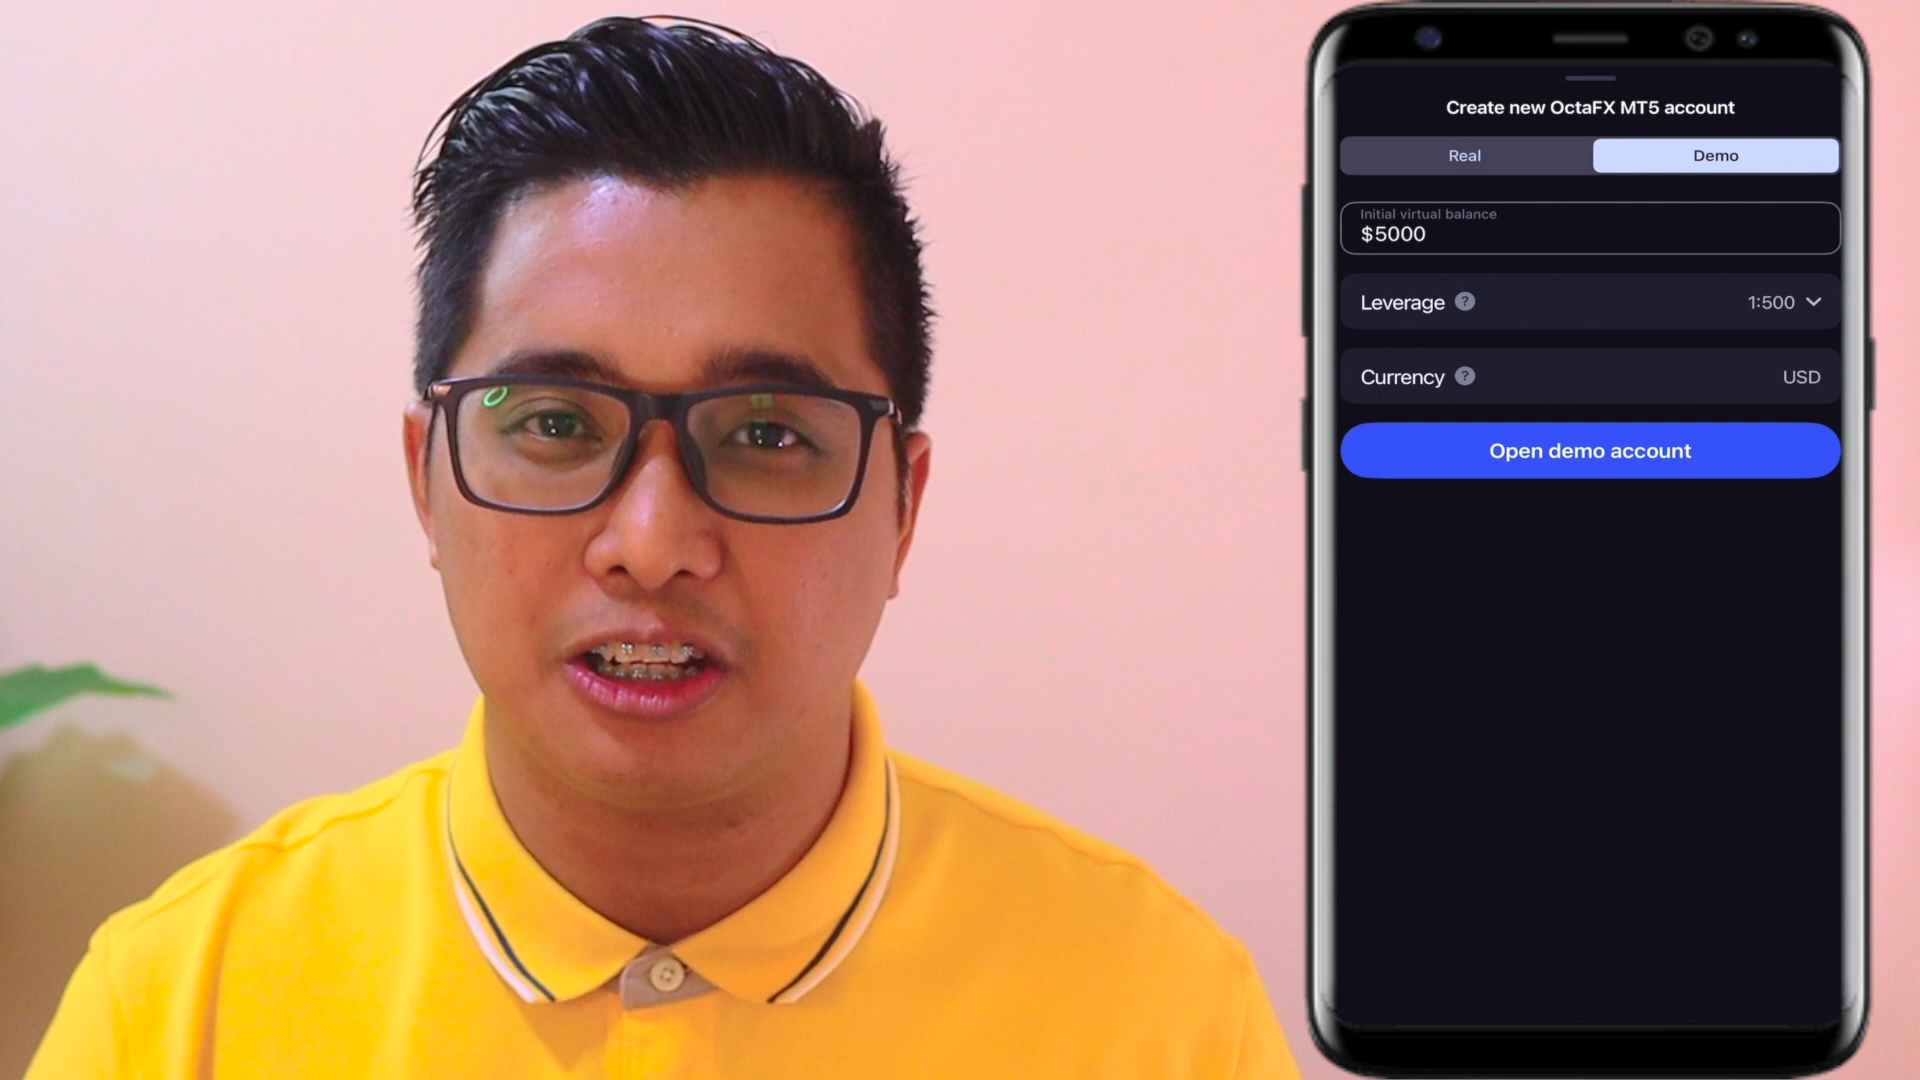 Create new OctaFX MT5 account
Real Demo
Initial virtual balance
$5000
Leverage ? 1:500
Currency ? USD
Open demo account